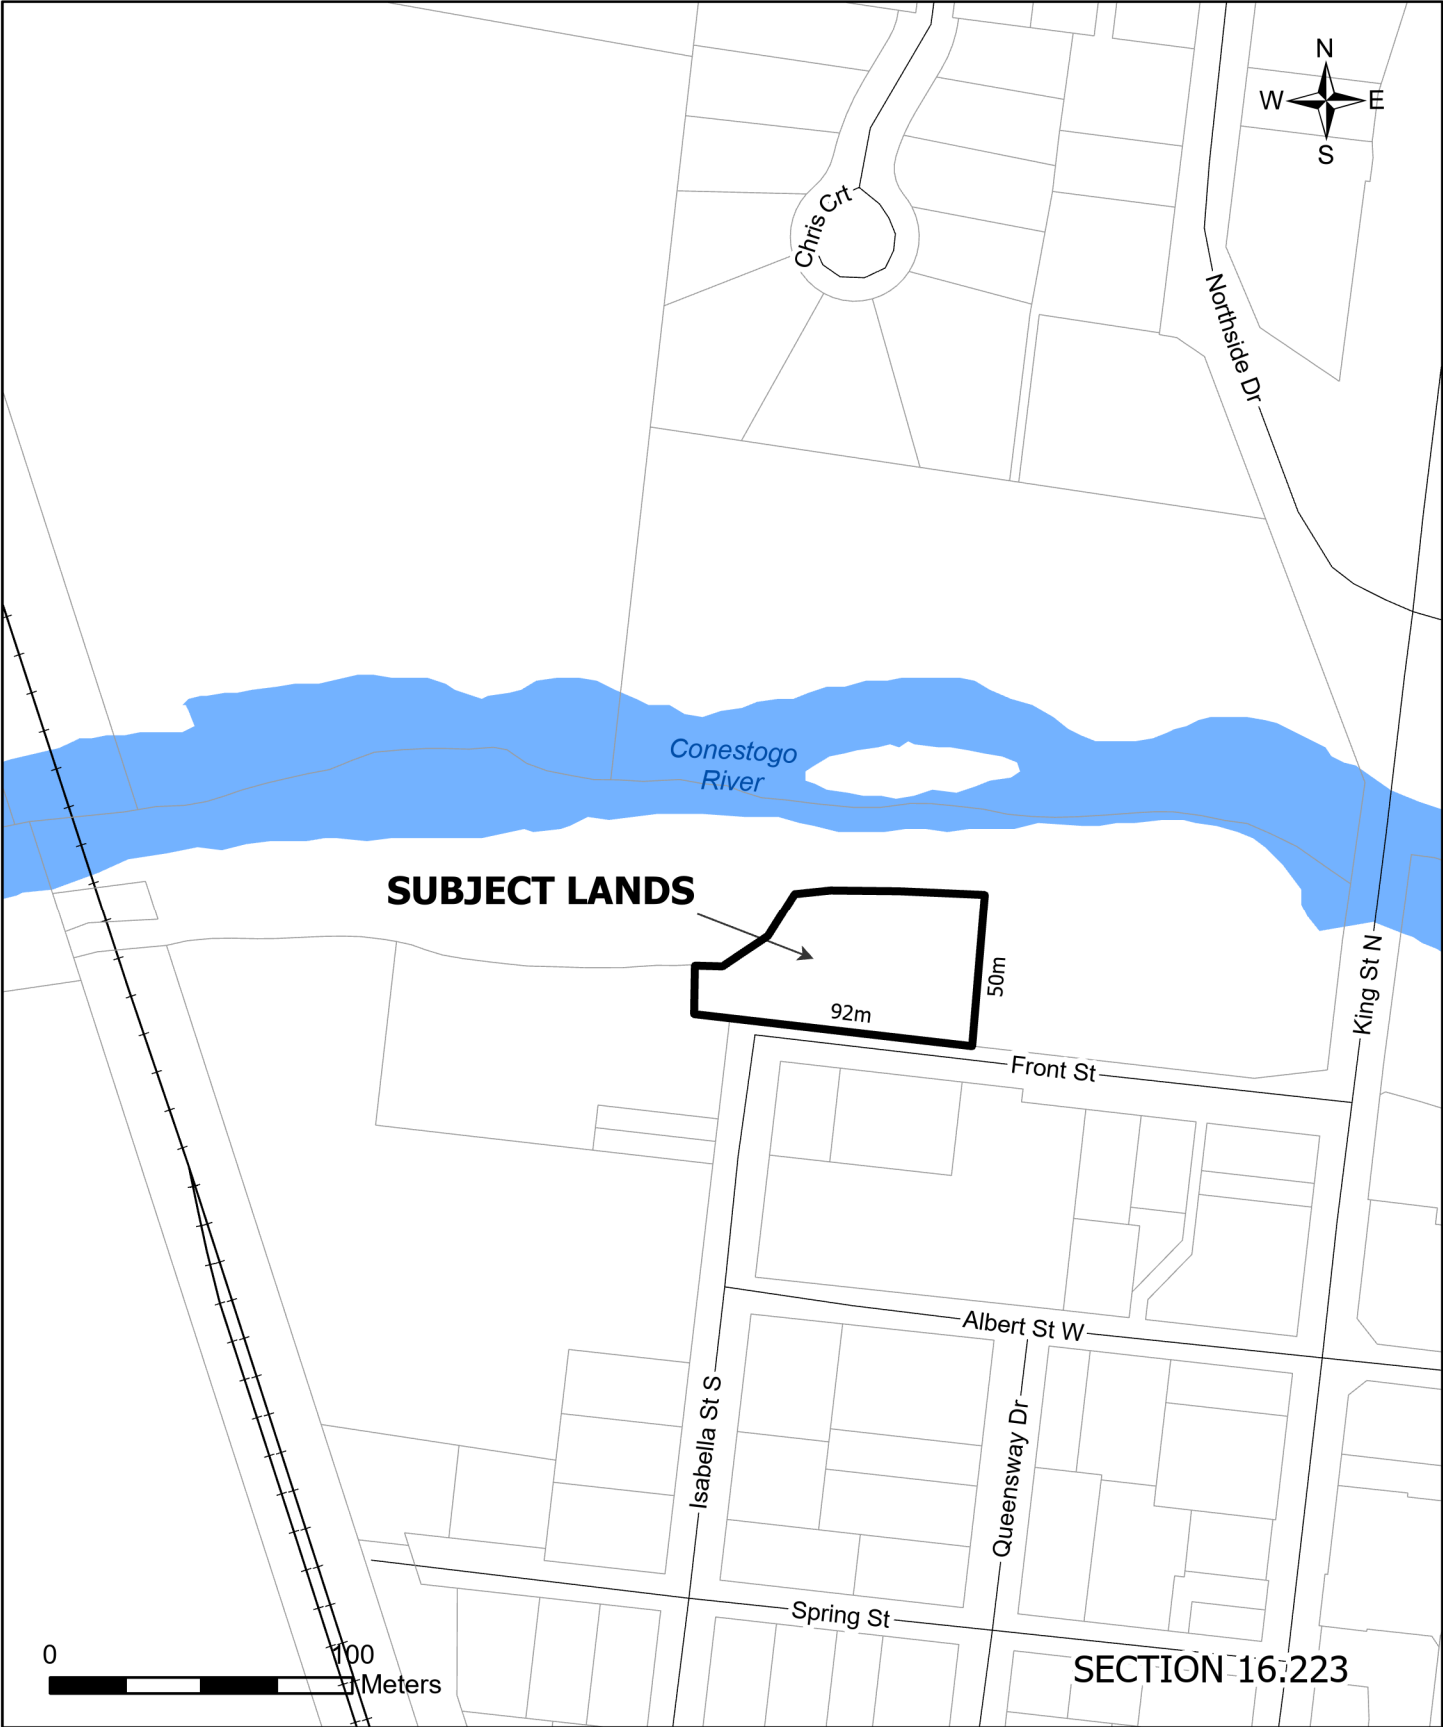 N
W E
S
Chris Crt
Northside Dr
Conestogo
River
SUBJECT LANDS
50m
92m
King St N
Front St
Albert St W
Isabella St S
Queensway Dr
Spring St
0 100
Meters
SECTION 16.223